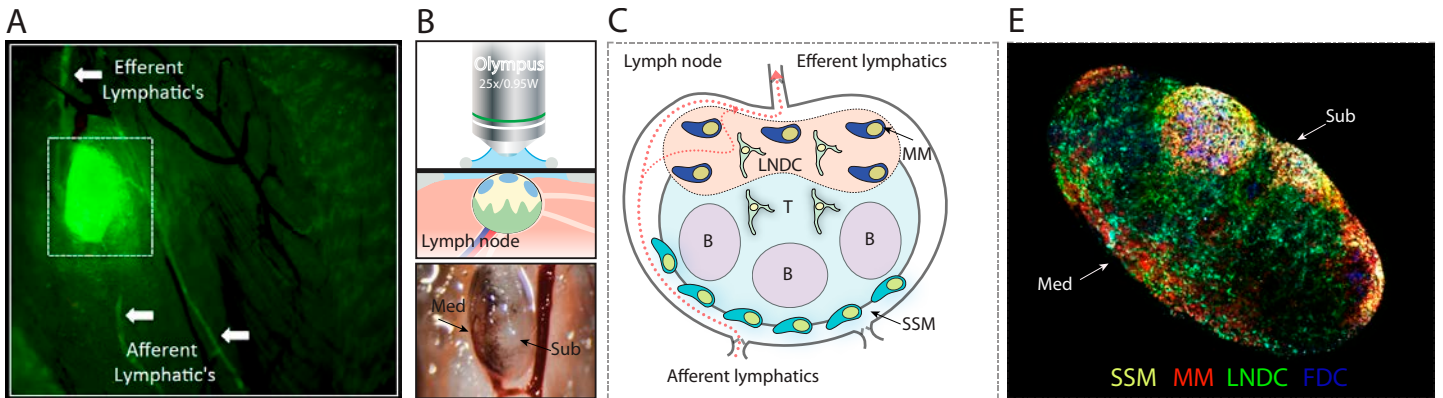 A
Efferent
Lymphatic's
Afferent
Lymphatic's
B
Olympus
25x/0.95W
Lymph node
Med
Sub
C
Lymph node
Efferent lymphatics
MM
LNDC
T
B
B
B
SSM
Afferent lymphatics
E
Sub
Med
SSM MM LNDC FDC